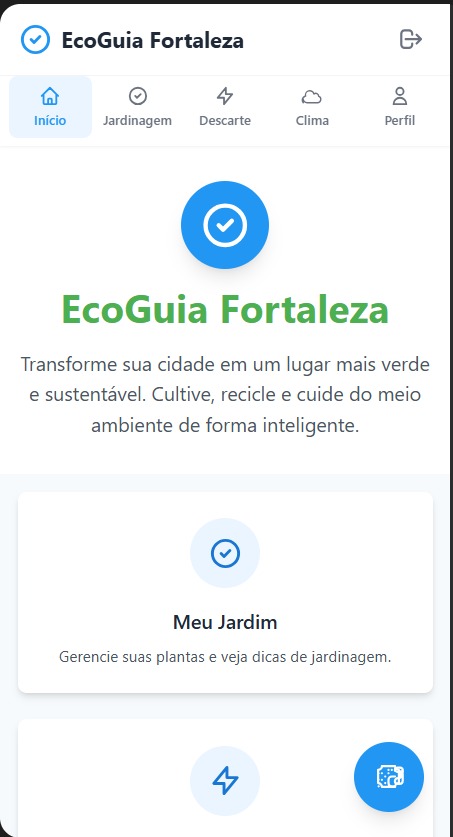 EcoGuia Fortaleza
Início
Jardinagem
Descarte
Clima
Perfil
EcoGuia Fortaleza
Transforme sua cidade em um lugar mais verde
e sustentável. Cultive, recicle e cuide do meio
ambiente de forma inteligente.
Meu Jardim
Gerencie suas plantas e veja dicas de jardinagem.